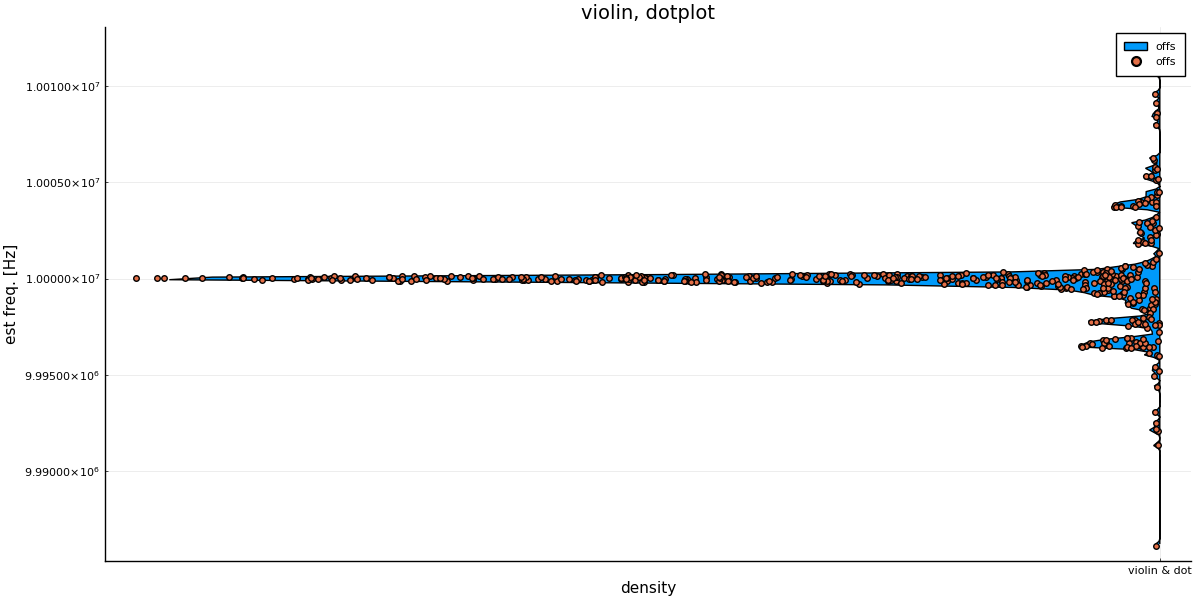 violin, dotplot
offs
offs
1.00100×10⁷
1.00050×10⁷
1.00000×10⁷
9.99500×10⁶
9.99000×10⁶
est freq. [Hz]
violin & dot
density